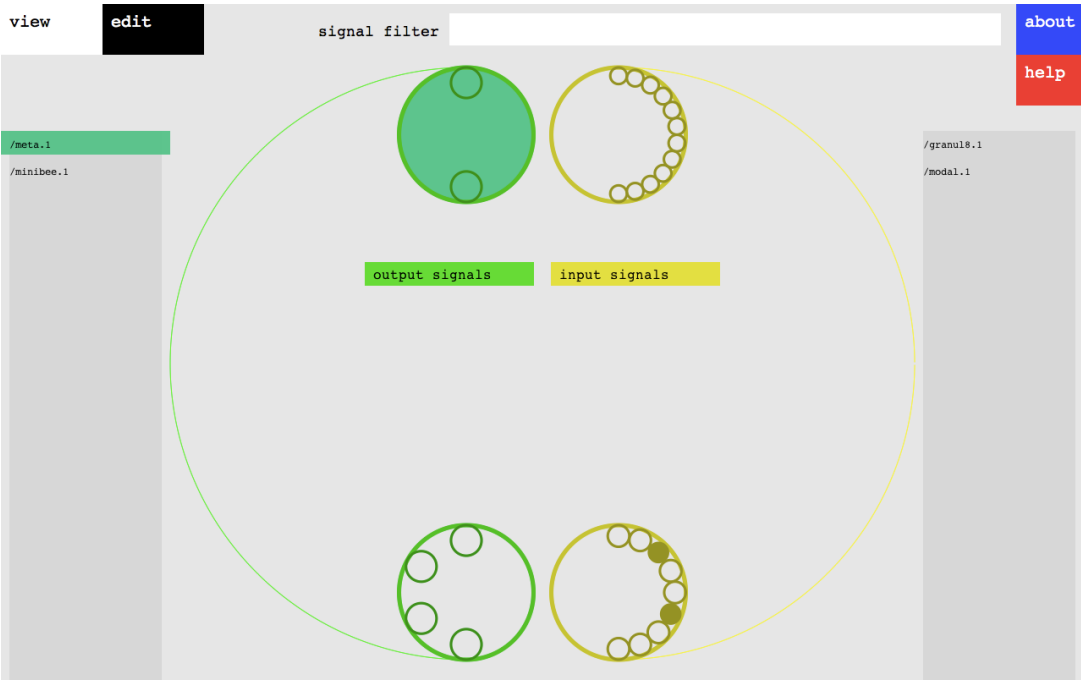 view
edit
signal filter
about
help
/meta.1
/minibee.1
/granul8.1
/modal.1
output signals
input signals